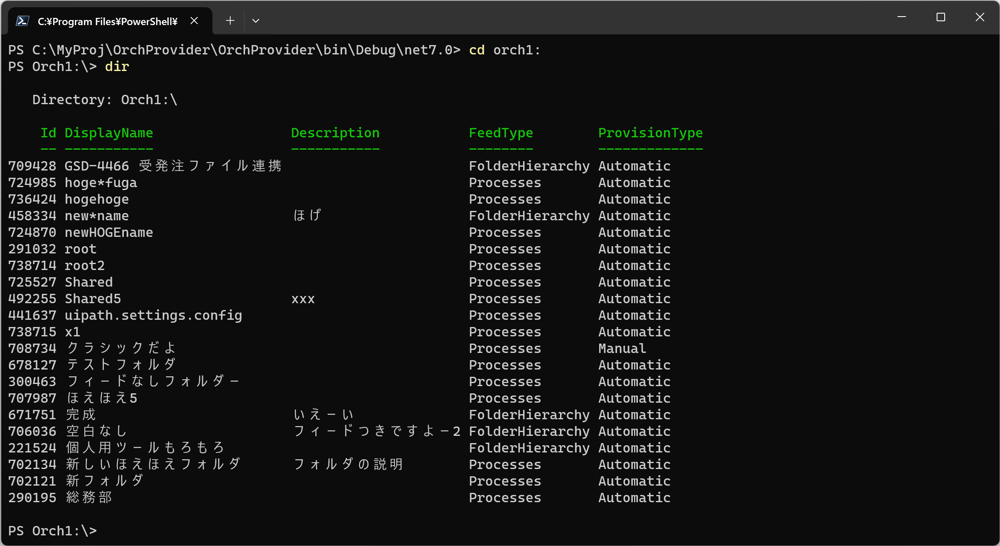 C:¥Program Files¥PowerShell¥
PS C:\MyProj\OrchProvider\OrchProvider\bin\Debug\net7.0> cd orch1:
PS Orch1:\> dir
Directory: Orch1:\
Id DisplayName Description FeedType ProvisionType
-- ----------- ----------- -------- -------------
709428 GSD-4466 受発注ファイル連携 FolderHierarchy Automatic
724985 hoge*fuga Processes Automatic
736424 hogehoge Processes Automatic
458334 new*name ほげ FolderHierarchy Automatic
724870 newHOGEname Processes Automatic
291032 root Processes Automatic
738714 root2 Processes Automatic
725527 Shared Processes Automatic
492255 Shared5 xxx Processes Automatic
441637 uipath.settings.config Processes Automatic
738715 x1 Processes Automatic
708734 クラシックだよ Processes Manual
678127 テストフォルダ Processes Automatic
300463 フィードなしフォルダー Processes Automatic
707987 ほえほえ5 Processes Automatic
671751 完成 いえーい FolderHierarchy Automatic
706036 空白なし フィードつきですよー2 FolderHierarchy Automatic
221524 個人用ツールもろもろ FolderHierarchy Automatic
702134 新しいほえほえフォルダ フォルダの説明 Processes Automatic
702121 新フォルダ Processes Automatic
290195 総務部 Processes Automatic
PS Orch1:\>